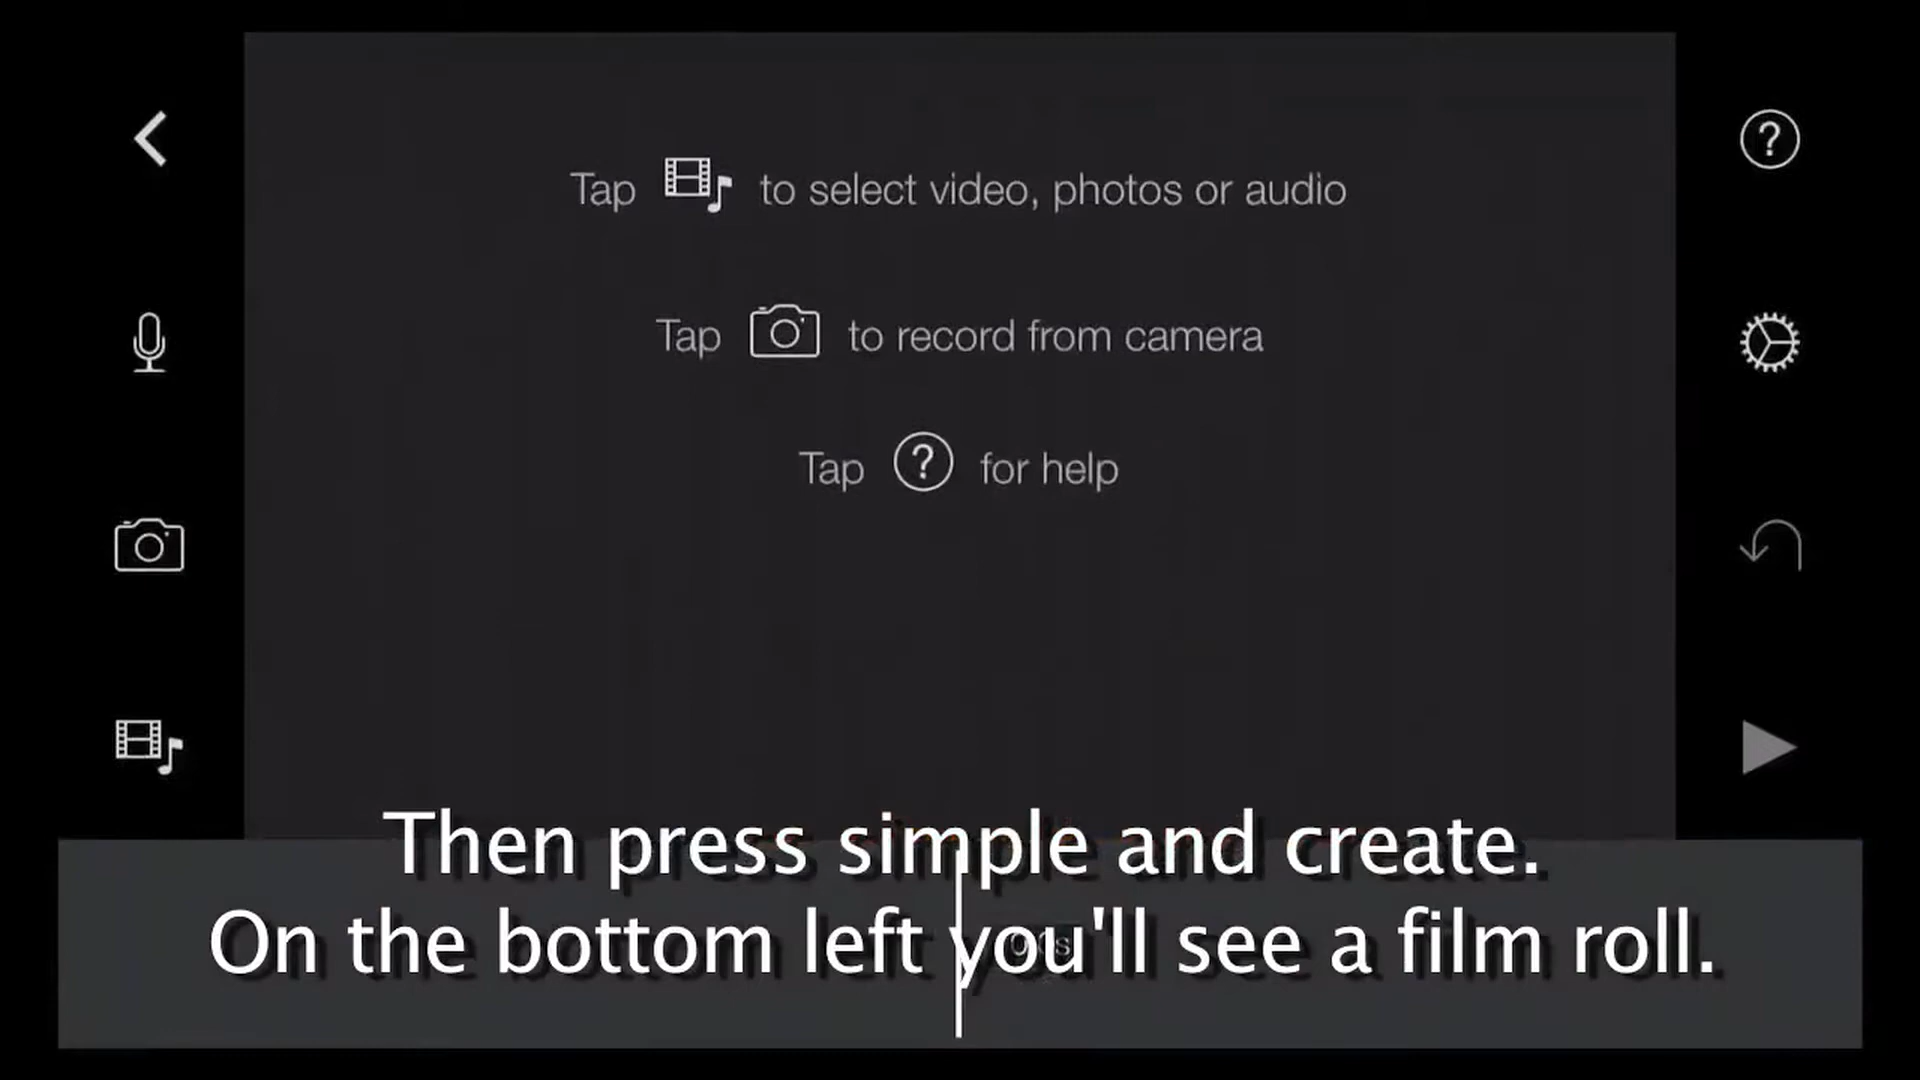 Tap to select video, photos or audio
Tap to record from camera
Tap ? for help
Then press simple and create.
On the bottom left you'll see a film roll.